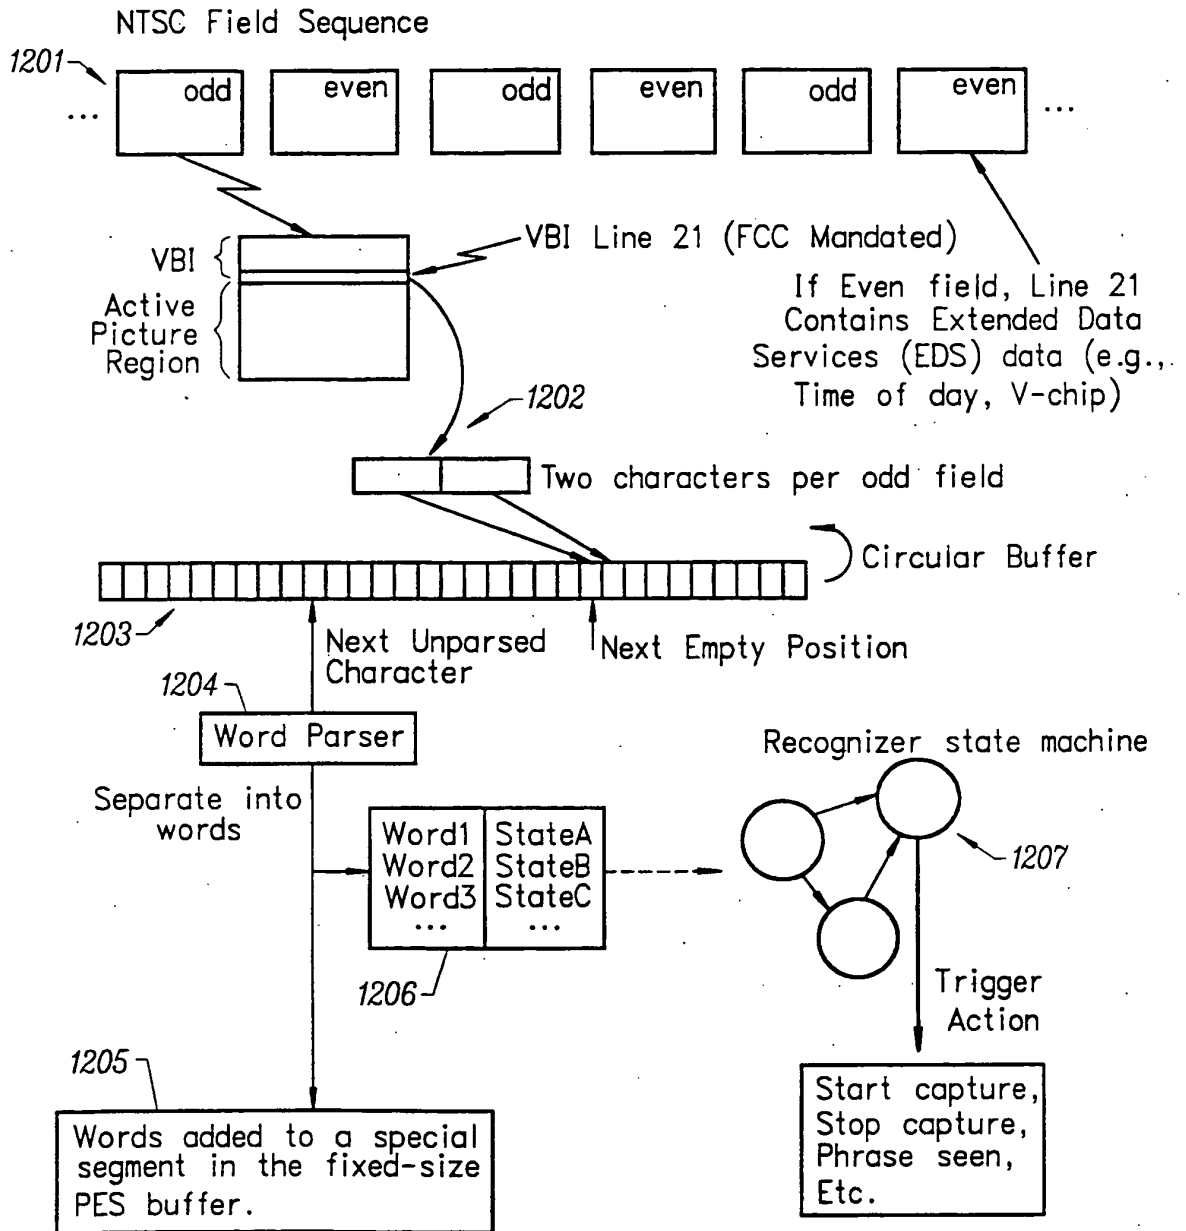 NTSC Field Sequence
1201
... odd even odd even odd even ...
VBI
VBI Line 21 (FCC Mandated)
Active
Picture
Region
If Even field, Line 21
Contains Extended Data
Services (EDS) data (e.g.,
Time of day, V-chip)
1202
Two characters per odd field
Circular Buffer
1203
Next Unparsed
Character
Next Empty Position
1204
Word Parser
Separate into
words
Word1 StateA
Word2 StateB
Word3 StateC
... ...
1206
Recognizer state machine
1207
Trigger
Action
1205
Words added to a special
segment in the fixed-size
PES buffer.
Start capture,
Stop capture,
Phrase seen,
Etc.